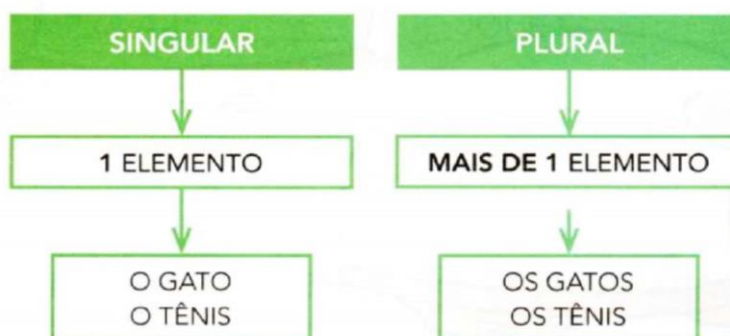 SINGULAR
1 ELEMENTO
O GATO
O TÊNIS
PLURAL
MAIS DE 1 ELEMENTO
OS GATOS
OS TÊNIS